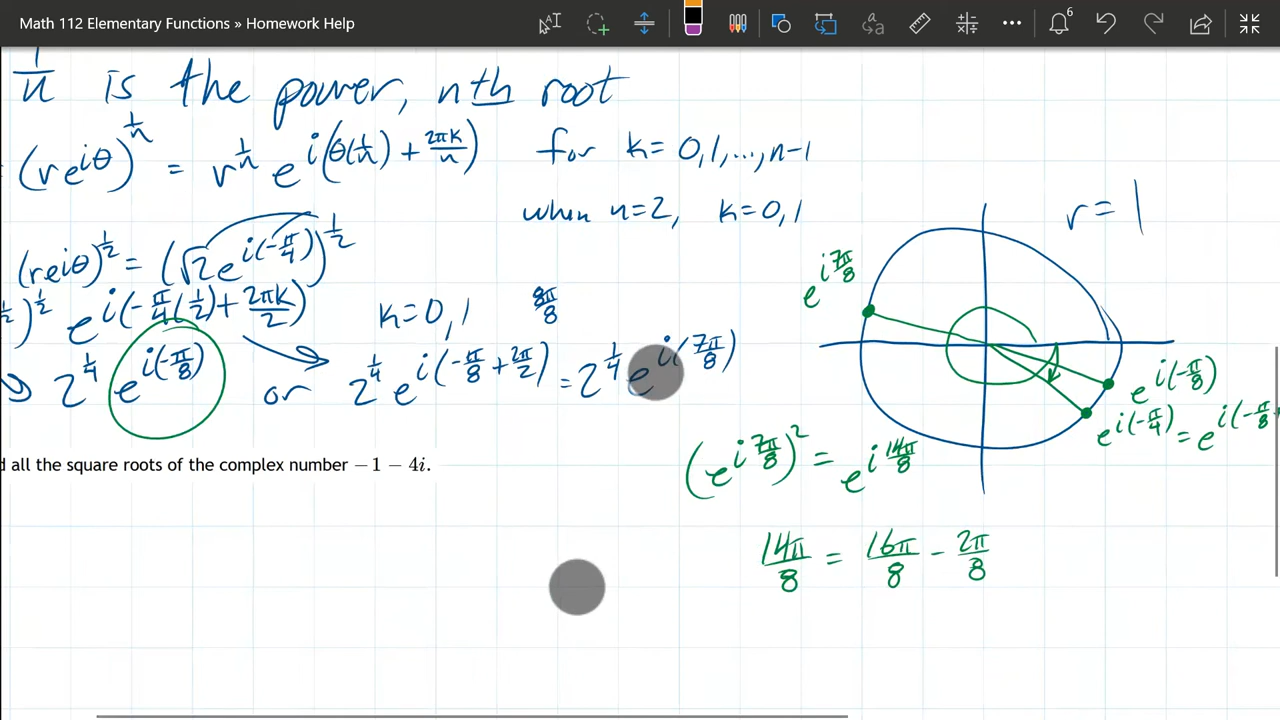 Math 112 Elementary Functions » Homework Help
6
1/n is the power, nth root
(re^{iθ})^{1/n} = r^{1/n} e^{i(θ(1/n) + 2πk/n)} for k = 0, 1, ..., n-1
when n=2, k=0, 1
r = 1
(re^{iθ})^{1/2} = (√2 e^{i(-π/4)})^{1/2}
)^{1/2} e^{i(-π/4(1/2) + 2πk/2)} k=0, 1 8π/8
2^{1/4} e^{i(-π/8)} or 2^{1/4} e^{i(-π/8 + 2π/2)} = 2^{1/4} e^{i(7π/8)}
e^{i 7π/8}
e^{i(-π/8)}
e^{i(-π/4)} = e^{i(-π/8
(e^{i 7π/8})^2 = e^{i 14π/8}
all the square roots of the complex number −1 − 4i.
14π/8 = 16π/8 - 2π/8